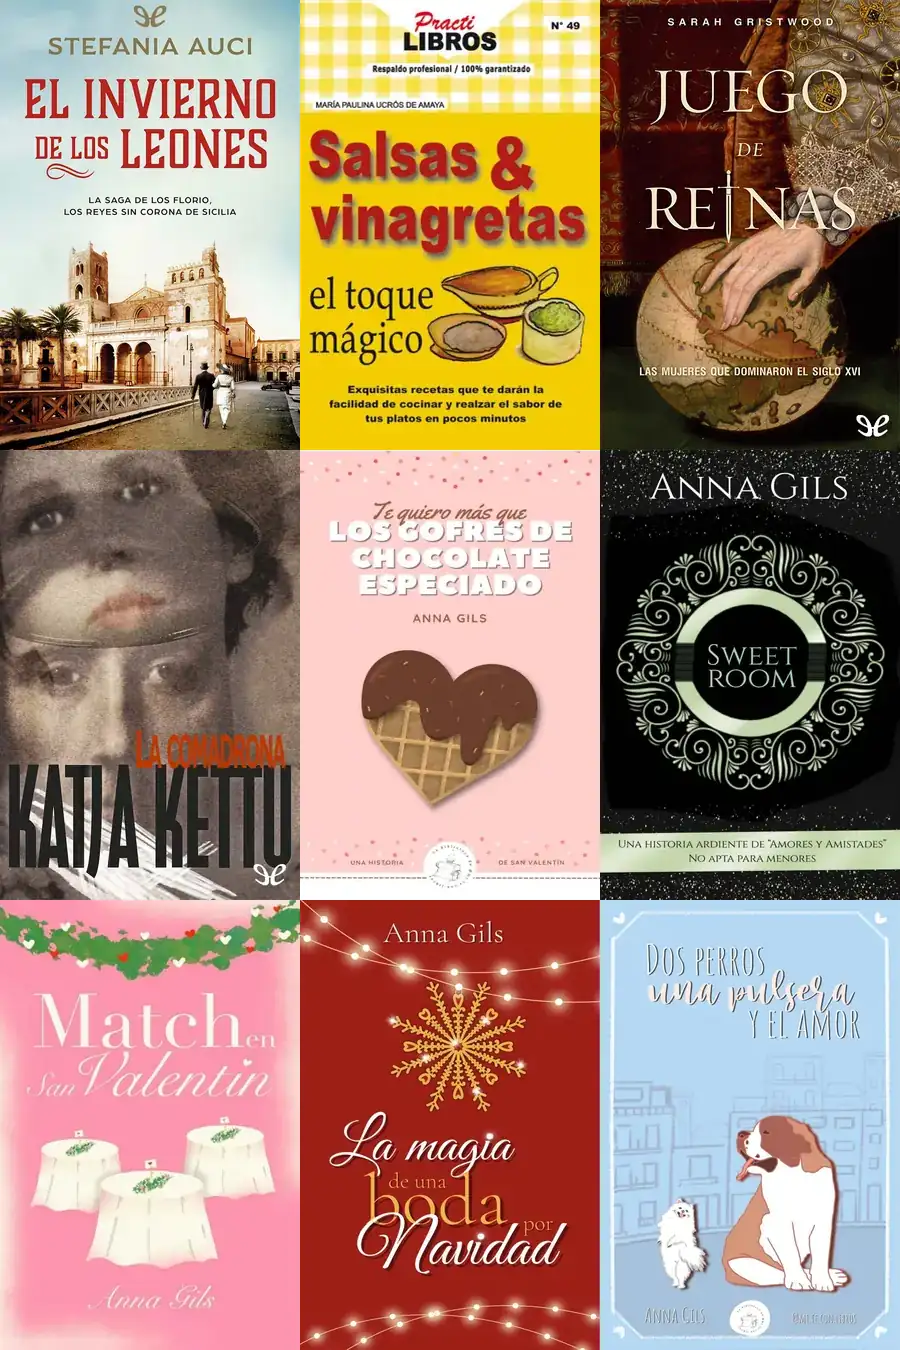 STEFANIA AUCI
EL INVIERNO
DE LOS LEONES
LA SAGA DE LOS FLORIO,
LOS REYES SIN CORONA DE SICILIA
Practi
LIBROS
N° 49
Respaldo profesional / 100% garantizado
MARÍA PAULINA UCRÓS DE AMAYA
Salsas &
vinagretas
el toque
mágico
Exquisitas recetas que te darán la
facilidad de cocinar y realzar el sabor de
tus platos en pocos minutos
SARAH GRISTWOOD
JUEGO
DE
REINAS
LAS MUJERES QUE DOMINARON EL SIGLO XVI
LA COMADRONA
KATJA KETTU
Te quiero más que
LOS GOFRES DE
CHOCOLATE
ESPECIADO
ANNA GILS
UNA HISTORIA
DE SAN VALENTÍN
ANNA GILS
SWEET
ROOM
UNA HISTORIA ARDIENTE DE "AMORES Y AMISTADES"
NO APTA PARA MENORES
Match en
San Valentin
Anna Gils
Anna Gils
La magia
de una
boda
por
Navidad
DOS PERROS
una pulsera
Y EL AMOR
ANNA GILS